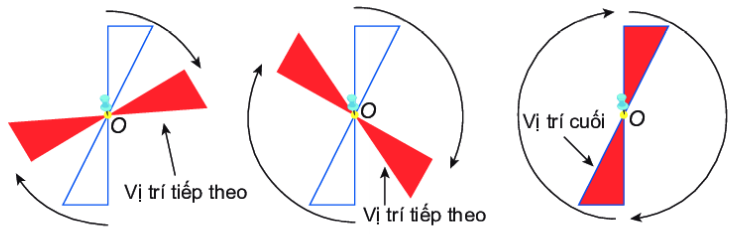 O
Vị trí tiếp theo
O
Vị trí tiếp theo
O
Vị trí cuối